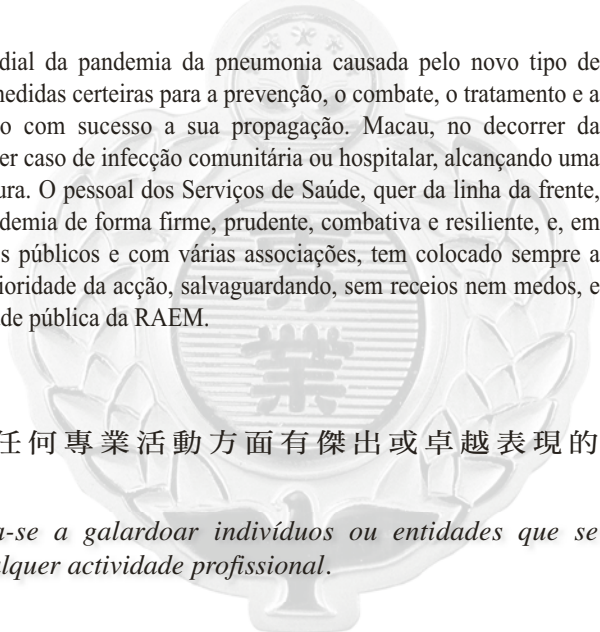 dial da pandemia da pneumonia causada pelo novo tipo de
medidas certeiras para a prevenção, o combate, o tratamento e a
o com sucesso a sua propagação. Macau, no decorrer da
er caso de infecção comunitária ou hospitalar, alcançando uma
ura. O pessoal dos Serviços de Saúde, quer da linha da frente,
demia de forma firme, prudente, combativa e resiliente, e, em
s públicos e com várias associações, tem colocado sempre a
ioridade da acção, salvaguardando, sem receios nem medos, e
de pública da RAEM.
業
任何專業活動方面有傑出或卓越表現的
a-se a galardoar indivíduos ou entidades que se
alquer actividade profissional.